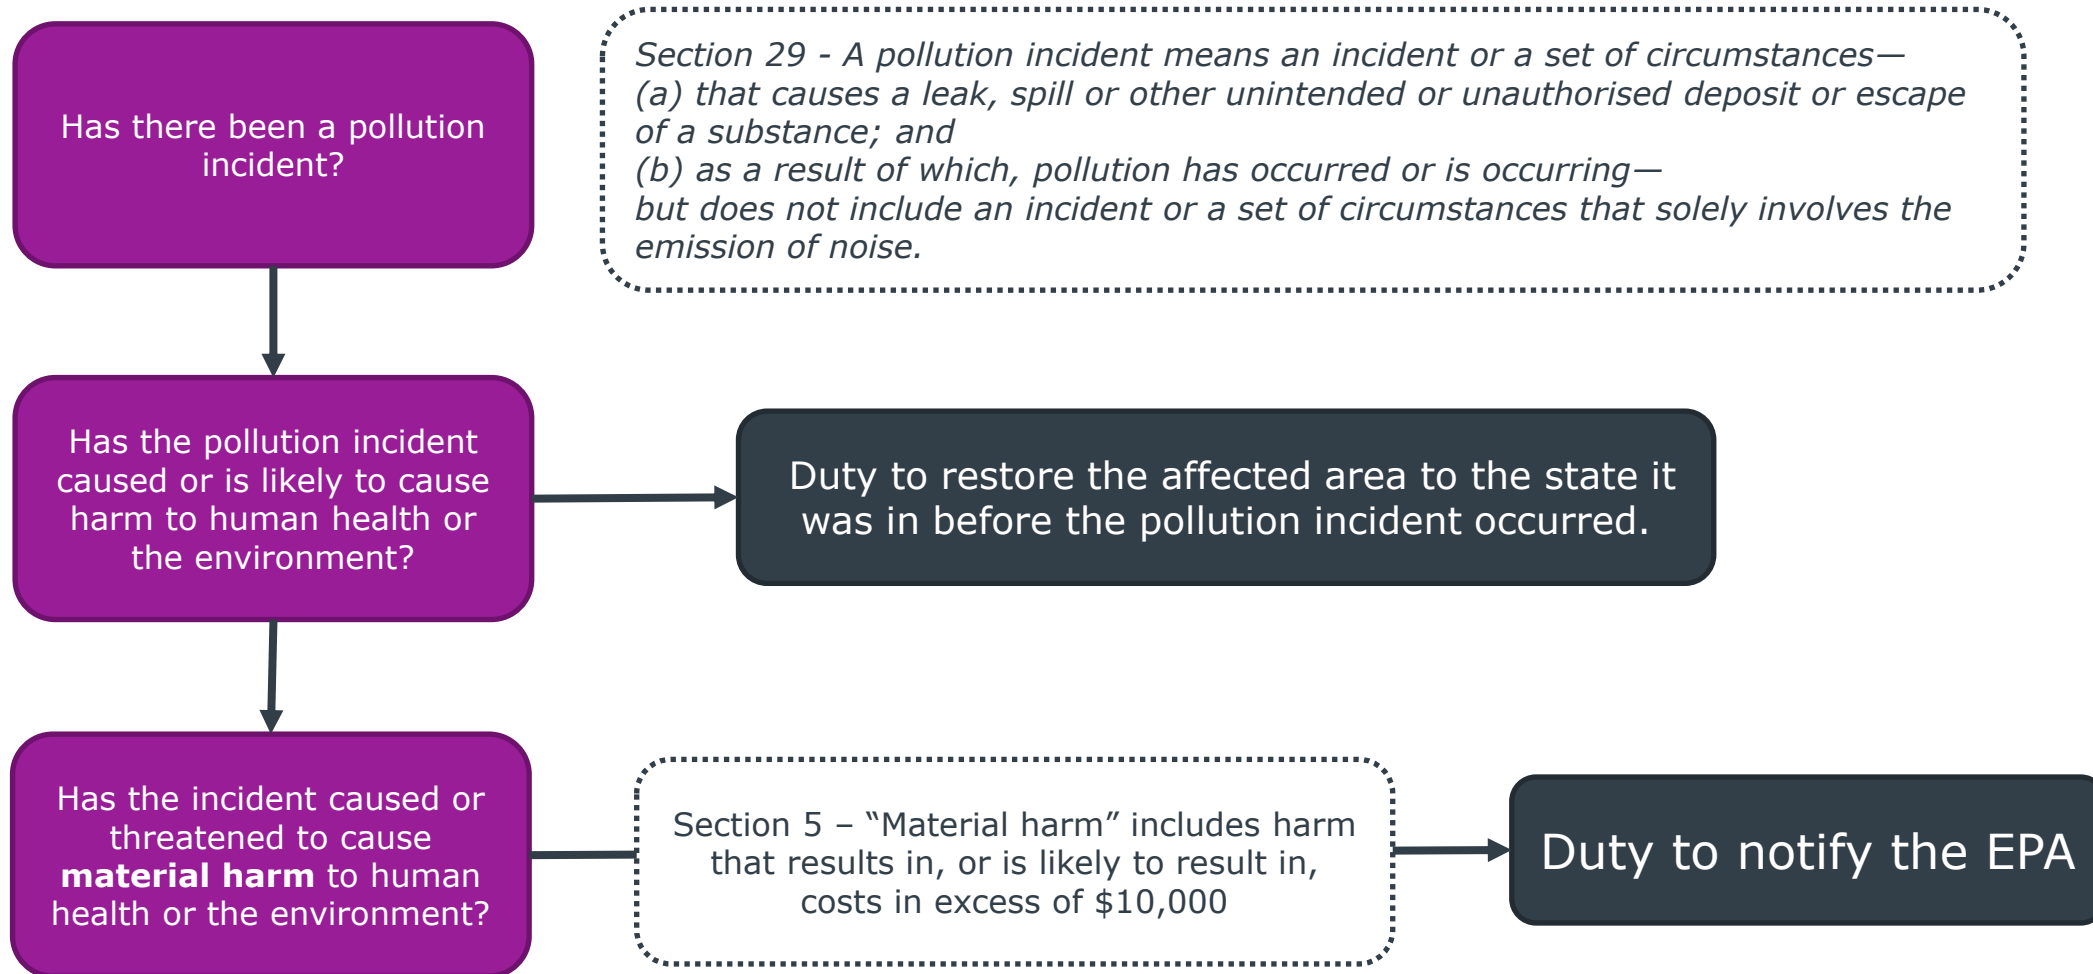 Has there been a pollution
incident?
Section 29 - A pollution incident means an incident or a set of circumstances—
(a) that causes a leak, spill or other unintended or unauthorised deposit or escape
of a substance; and
(b) as a result of which, pollution has occurred or is occurring—
but does not include an incident or a set of circumstances that solely involves the
emission of noise.
Has the pollution incident
caused or is likely to cause
harm to human health or
the environment?
Duty to restore the affected area to the state it
was in before the pollution incident occurred.
Has the incident caused or
threatened to cause
material harm to human
health or the environment?
Section 5 – “Material harm” includes harm
that results in, or is likely to result in,
costs in excess of $10,000
Duty to notify the EPA